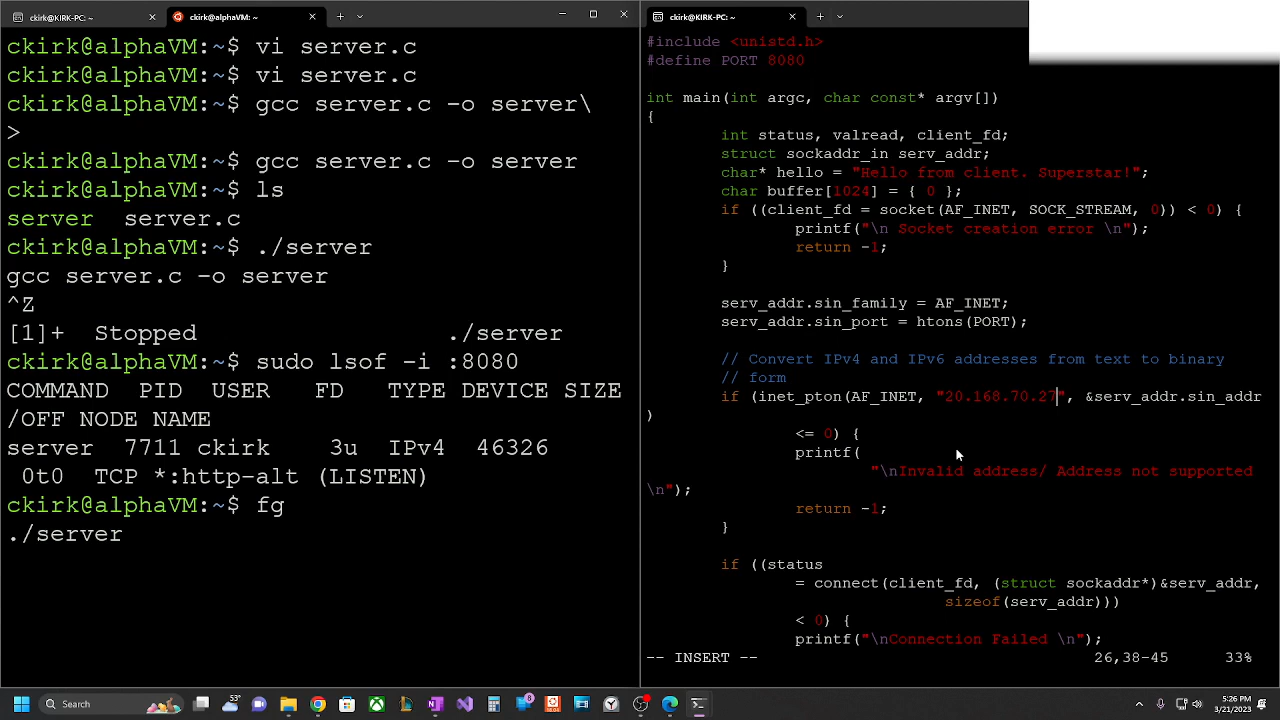 ckirk@KIRK-PC: ~
ckirk@alphaVM: ~
ckirk@alphaVM:~$ vi server.c
ckirk@alphaVM:~$ vi server.c
ckirk@alphaVM:~$ gcc server.c -o server\
>
ckirk@alphaVM:~$ gcc server.c -o server
ckirk@alphaVM:~$ ls
server  server.c
ckirk@alphaVM:~$ ./server
gcc server.c -o server
^Z
[1]+  Stopped                 ./server
ckirk@alphaVM:~$ sudo lsof -i :8080
COMMAND  PID  USER   FD   TYPE DEVICE SIZE
/OFF NODE NAME
server  7711 ckirk    3u  IPv4  46326
 0t0  TCP *:http-alt (LISTEN)
ckirk@alphaVM:~$ fg
./server
ckirk@KIRK-PC: ~
#include <unistd.h>
#define PORT 8080
int main(int argc, char const* argv[])
{
        int status, valread, client_fd;
        struct sockaddr_in serv_addr;
        char* hello = "Hello from client. Superstar!";
        char buffer[1024] = { 0 };
        if ((client_fd = socket(AF_INET, SOCK_STREAM, 0)) < 0) {
                printf("\n Socket creation error \n");
                return -1;
        }
        serv_addr.sin_family = AF_INET;
        serv_addr.sin_port = htons(PORT);
        // Convert IPv4 and IPv6 addresses from text to binary
        // form
        if (inet_pton(AF_INET, "20.168.70.27", &serv_addr.sin_addr
)
                <= 0) {
                printf(
                        "\nInvalid address/ Address not supported
\n");
                return -1;
        }
        if ((status
                = connect(client_fd, (struct sockaddr*)&serv_addr,
                                sizeof(serv_addr)))
                < 0) {
                printf("\nConnection Failed \n");
-- INSERT --                                    26,38-45      33%
Search
53°
8
5:26 PM
3/21/2023